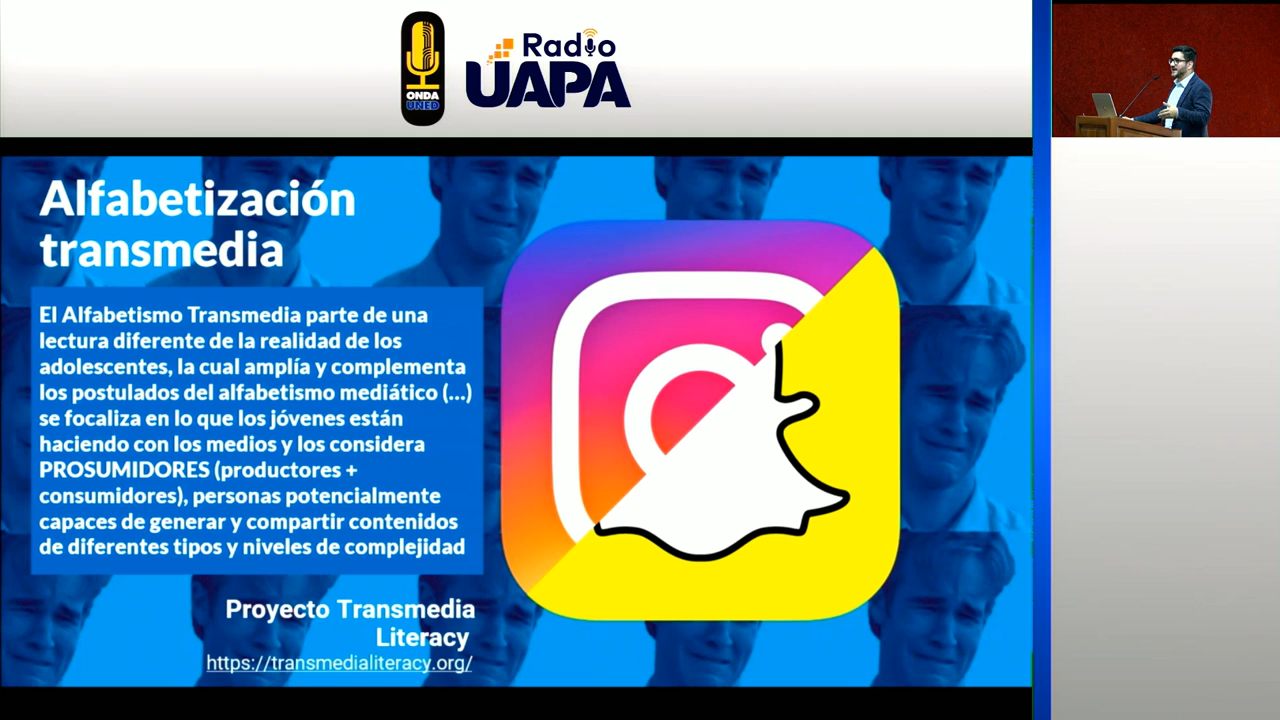 ONDA
UNED
Radio
UAPA
Alfabetización
transmedia
El Alfabetismo Transmedia parte de una
lectura diferente de la realidad de los
adolescentes, la cual amplía y complementa
los postulados del alfabetismo mediático (...)
se focaliza en lo que los jóvenes están
haciendo con los medios y los considera
PROSUMIDORES (productores +
consumidores), personas potencialmente
capaces de generar y compartir contenidos
de diferentes tipos y niveles de complejidad
Proyecto Transmedia
Literacy
https://transmedialiteracy.org/